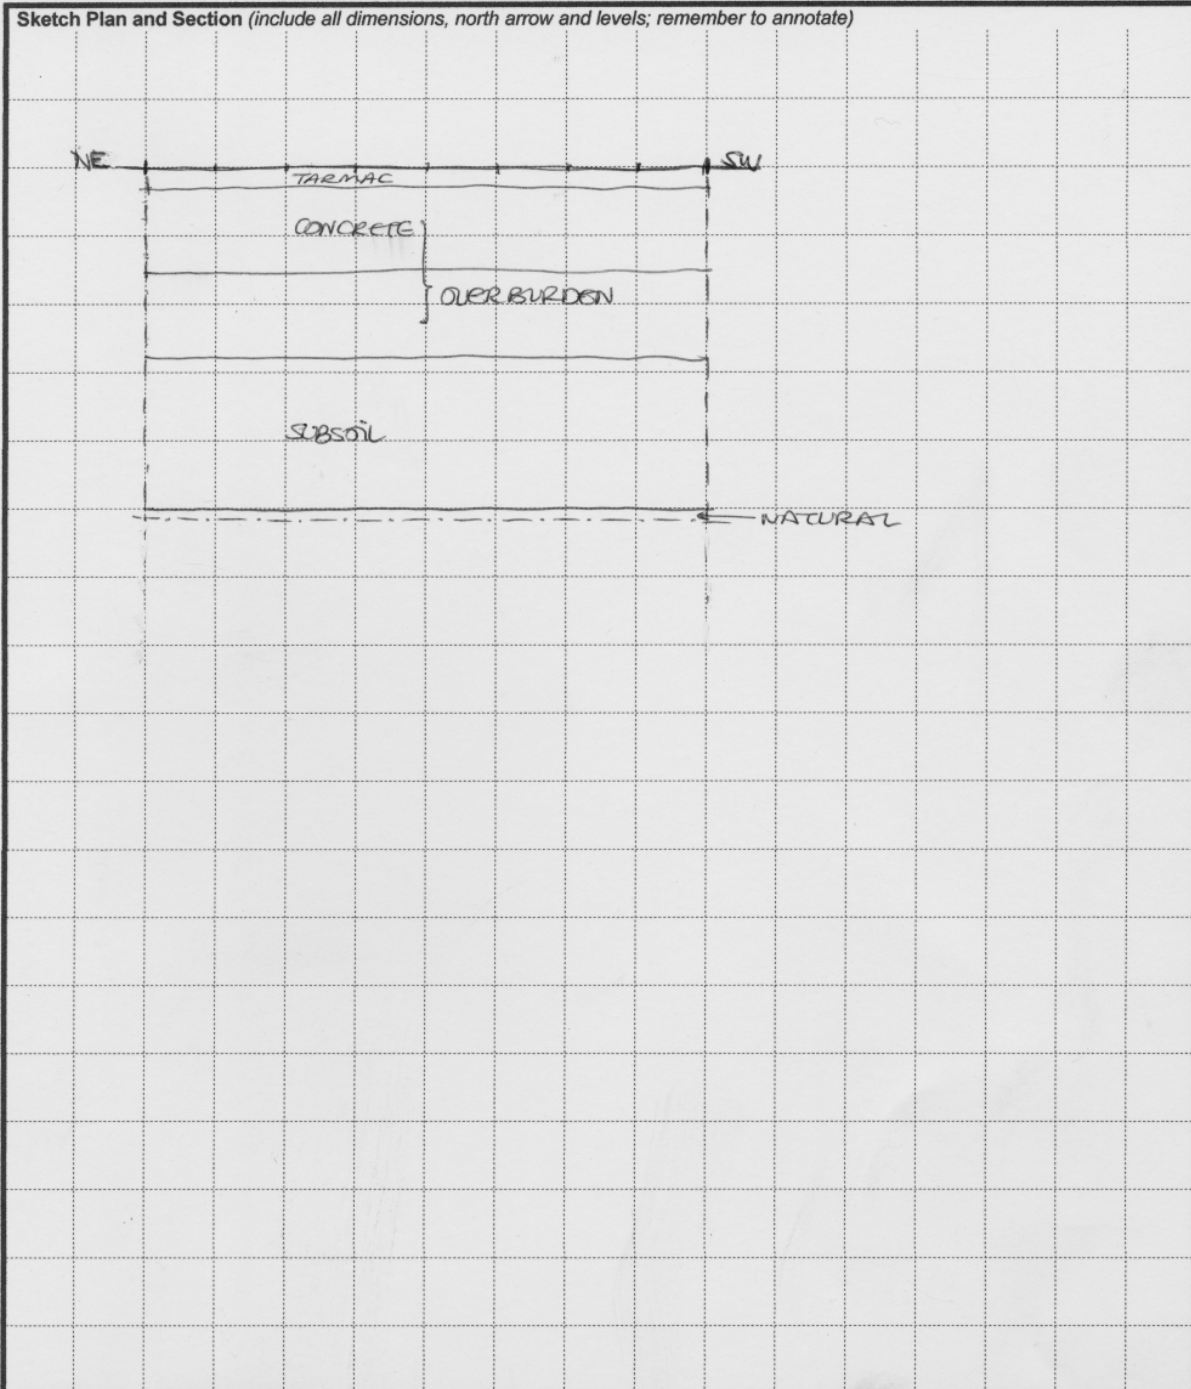 Sketch Plan and Section (include all dimensions, north arrow and levels; remember to annotate)
NE SW
TARMAC
CONCRETE
OVERBURDEN
SUBSOIL
NATURAL